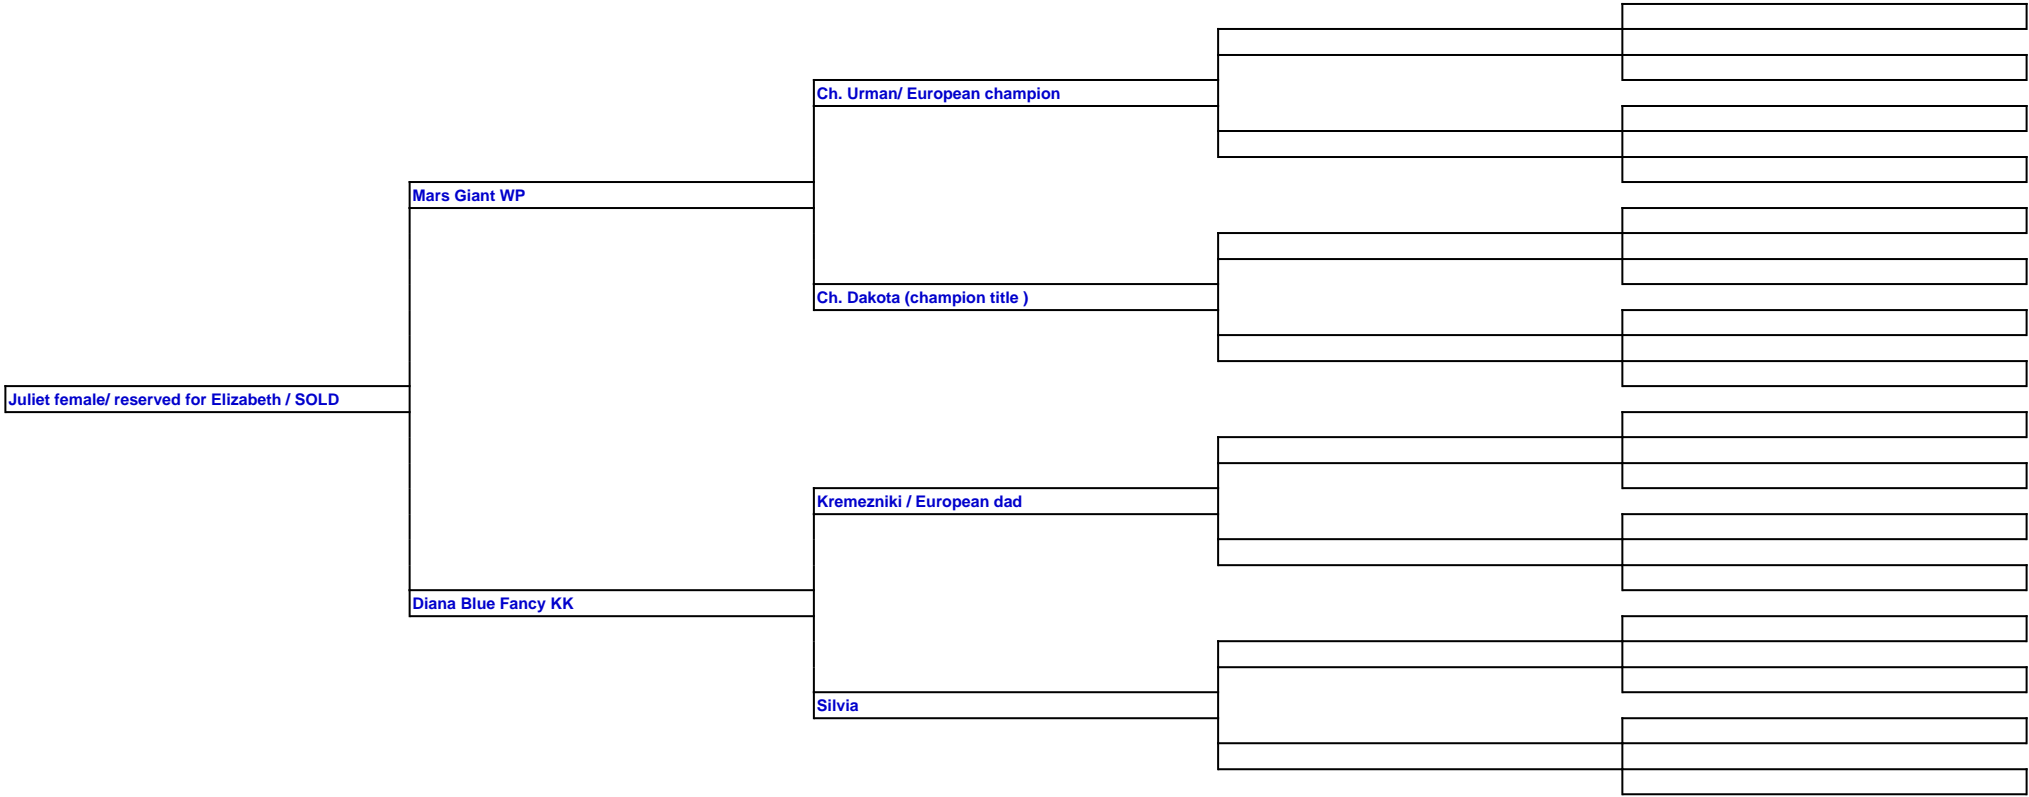 Ch. Urman/ European champion
Mars Giant WP
Ch. Dakota (champion title )
Juliet female/ reserved for Elizabeth / SOLD
Kremezniki / European dad
Diana Blue Fancy KK
Silvia